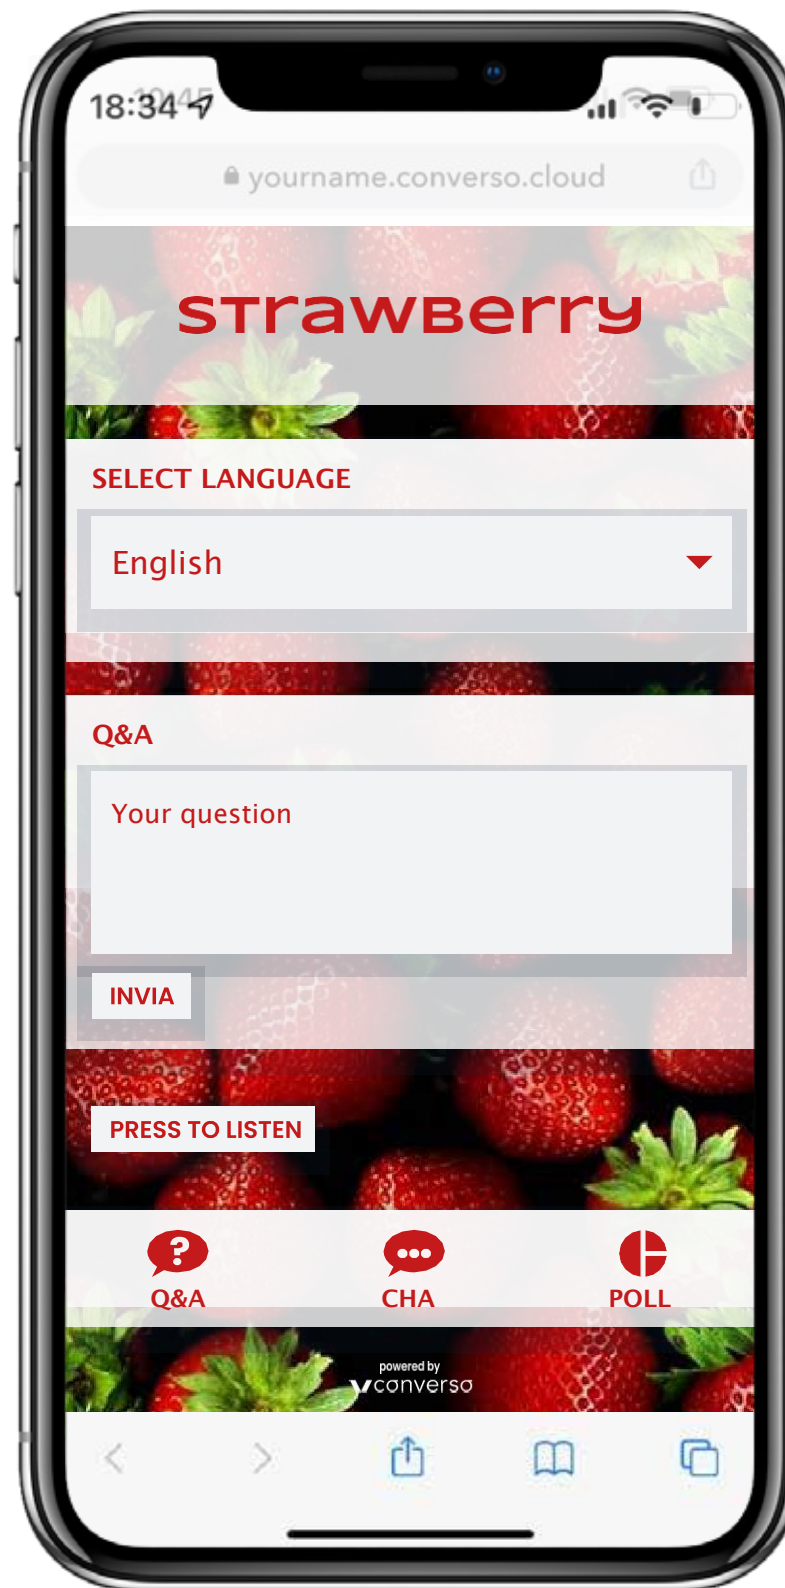 18:34
yourname.converso.cloud
strawberry
SELECT LANGUAGE
English
Q&A
Your question
INVIA
PRESS TO LISTEN
Q&A
CHA
POLL
powered by
converso